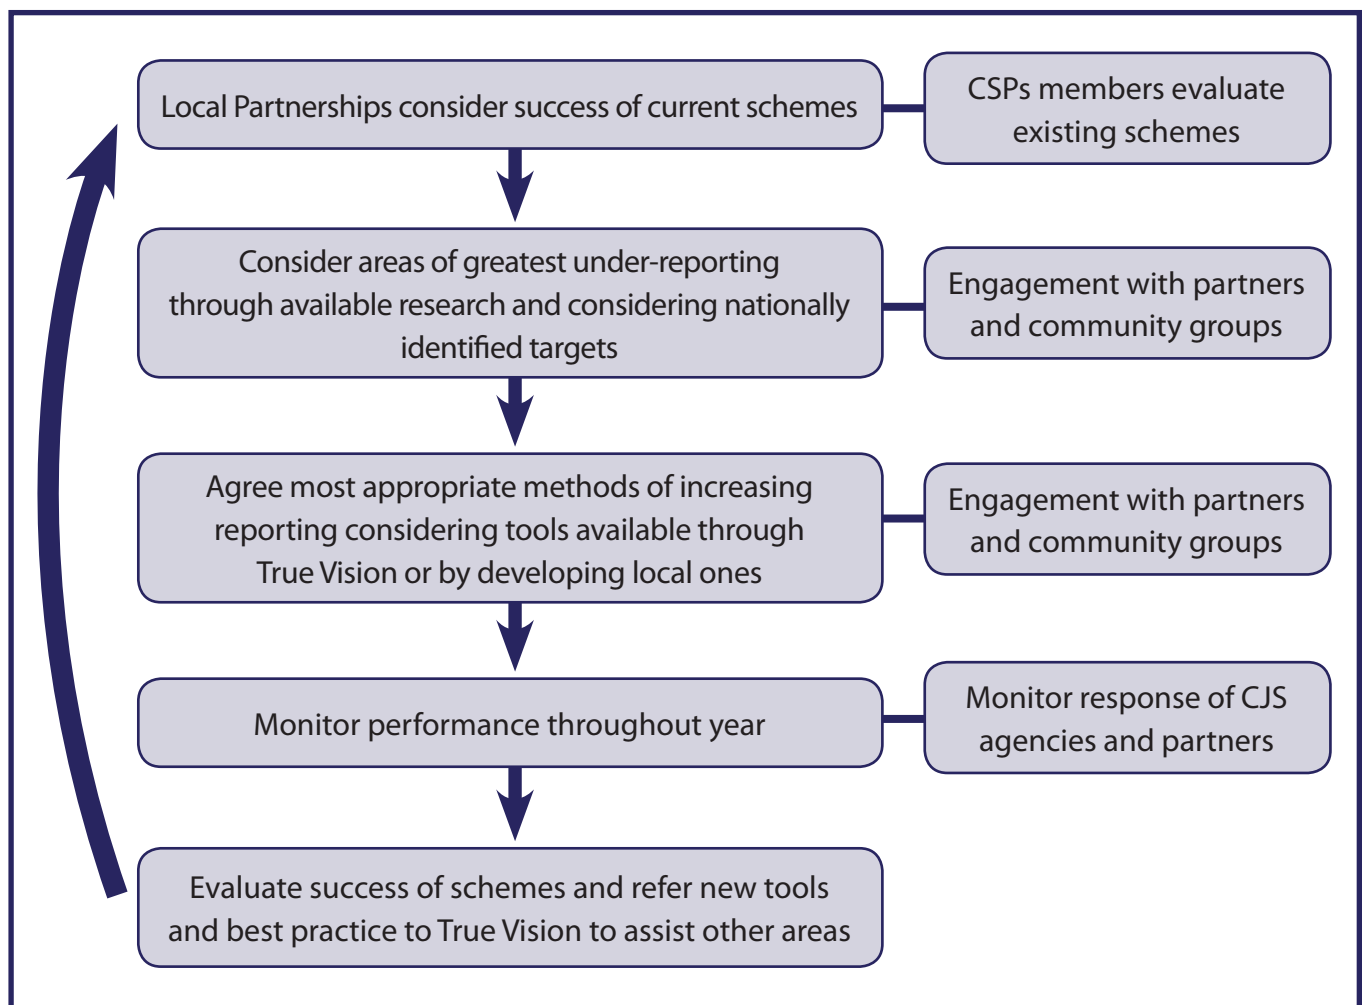 Local Partnerships consider success of current schemes
CSPs members evaluate
existing schemes
Consider areas of greatest under-reporting
through available research and considering nationally
identified targets
Engagement with partners
and community groups
Agree most appropriate methods of increasing
reporting considering tools available through
True Vision or by developing local ones
Engagement with partners
and community groups
Monitor performance throughout year
Monitor response of CJS
agencies and partners
Evaluate success of schemes and refer new tools
and best practice to True Vision to assist other areas